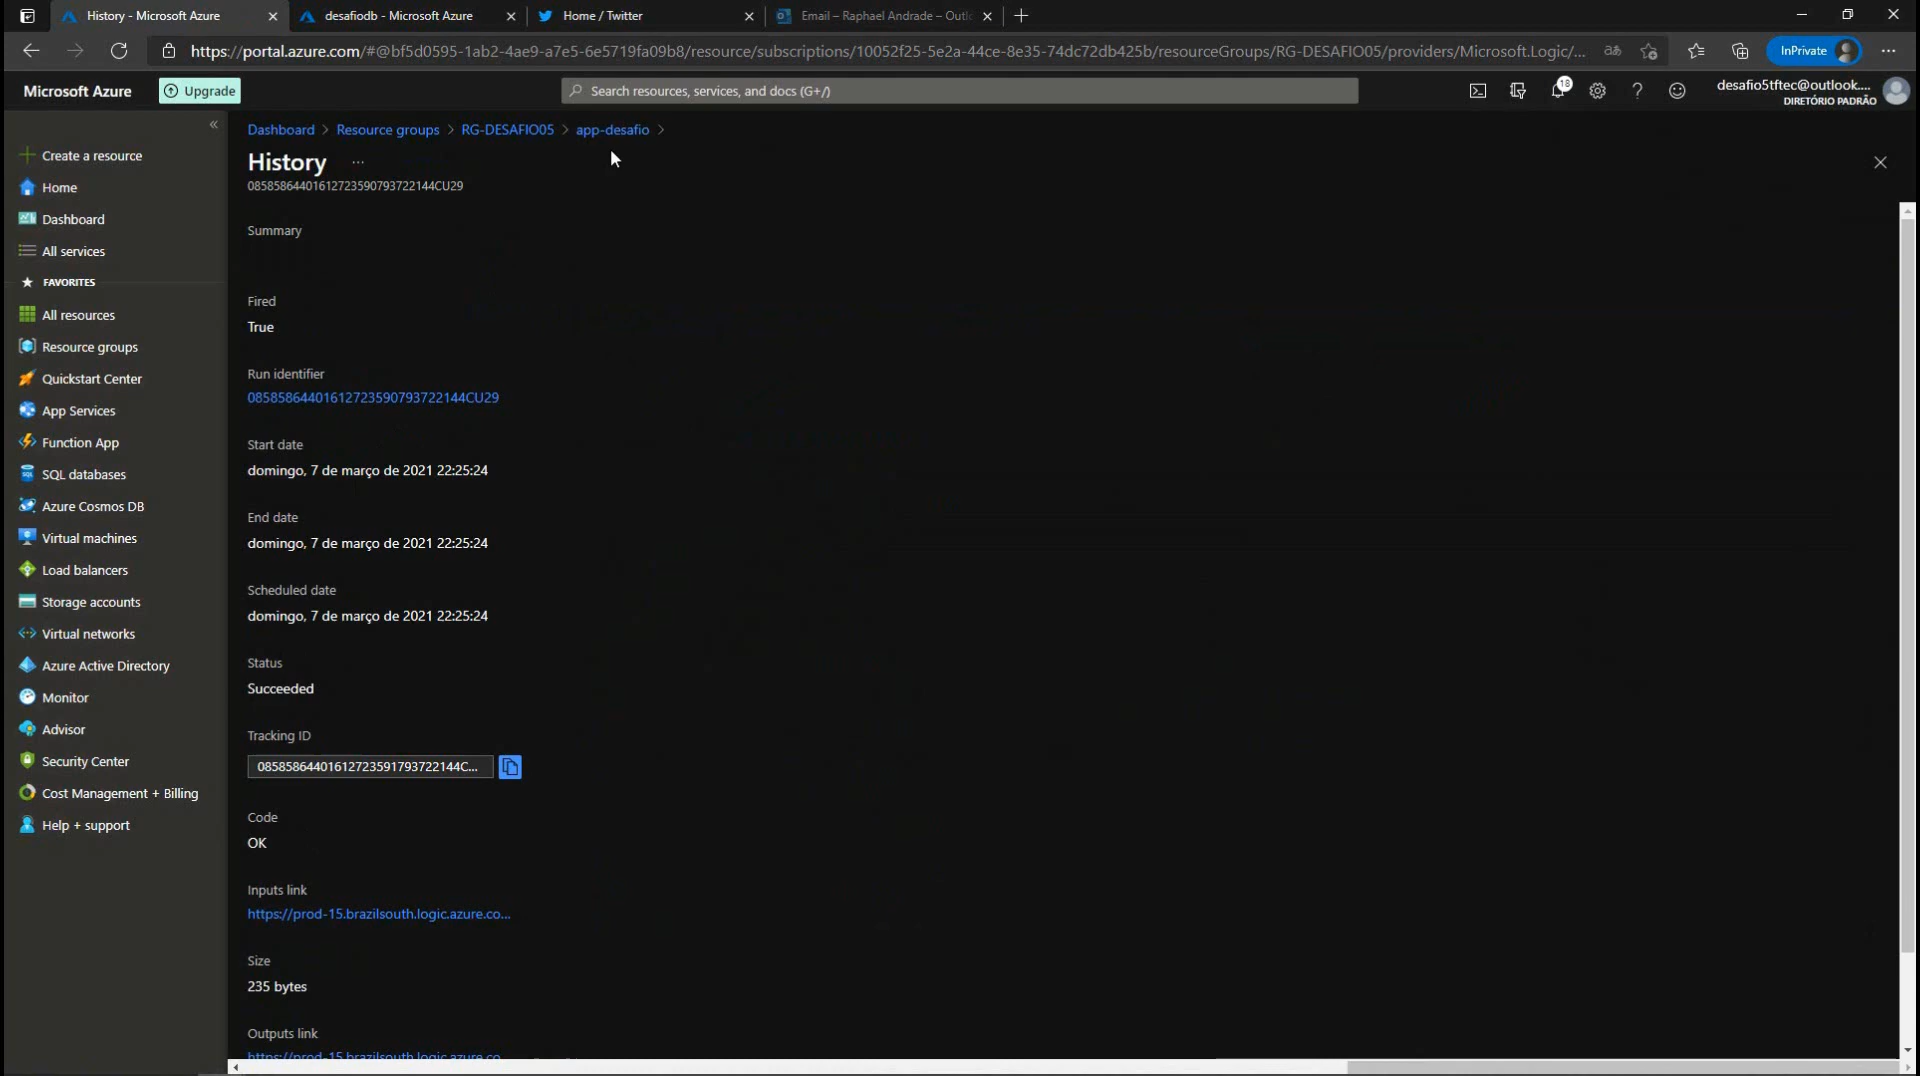 History - Microsoft Azure
desafiodb - Microsoft Azure
Home / Twitter
Email – Raphael Andrade – Outl
https://portal.azure.com/#@bf5d0595-1ab2-4ae9-a7e5-6e5719fa09b8/resource/subscriptions/10052f25-5e2a-44ce-8e35-74dc72db425b/resourceGroups/RG-DESAFIO05/providers/Microsoft.Logic/...
InPrivate
Microsoft Azure
Upgrade
Search resources, services, and docs (G+/)
18
desafio5tftec@outlook....
DIRETÓRIO PADRÃO
Create a resource
Home
Dashboard
All services
FAVORITES
All resources
Resource groups
Quickstart Center
App Services
Function App
SQL databases
Azure Cosmos DB
Virtual machines
Load balancers
Storage accounts
Virtual networks
Azure Active Directory
Monitor
Advisor
Security Center
Cost Management + Billing
Help + support
Dashboard > Resource groups > RG-DESAFIO05 > app-desafio >
History ...
08585864401612723590793722144CU29
Summary
Fired
True
Run identifier
08585864401612723590793722144CU29
Start date
domingo, 7 de março de 2021 22:25:24
End date
domingo, 7 de março de 2021 22:25:24
Scheduled date
domingo, 7 de março de 2021 22:25:24
Status
Succeeded
Tracking ID
08585864401612723591793722144C...
Code
OK
Inputs link
https://prod-15.brazilsouth.logic.azure.co...
Size
235 bytes
Outputs link
https://prod-15.brazilsouth.logic.azure.co